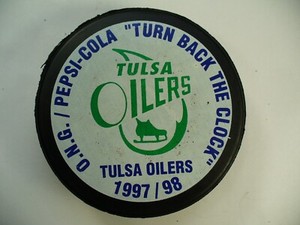 O.N.G. / PEPSI-COLA "TURN BACK THE CLOCK"
TULSA
OILERS
TULSA OILERS
1997/98